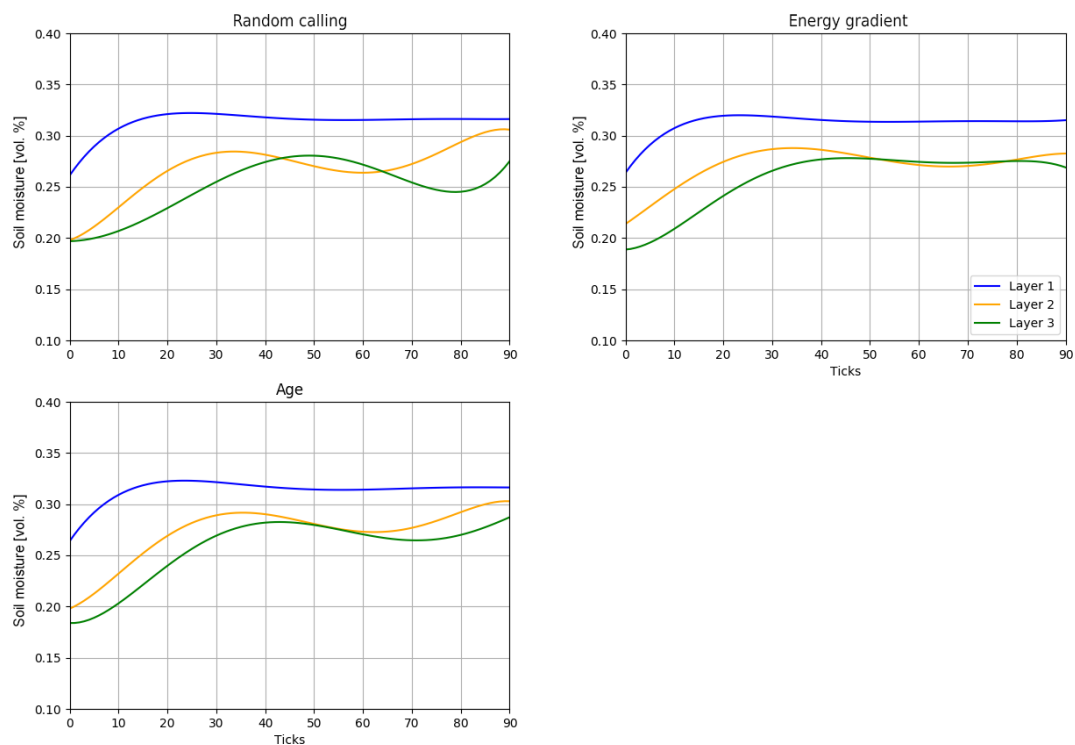 Random calling
Soil moisture [vol. %]
0.40
0.35
0.30
0.25
0.20
0.15
0.10
0 10 20 30 40 50 60 70 80 90
Energy gradient
Soil moisture [vol. %]
0.40
0.35
0.30
0.25
0.20
0.15
0.10
Layer 1
Layer 2
Layer 3
0 10 20 30 40 50 60 70 80 90
Ticks
Age
Soil moisture [vol. %]
0.40
0.35
0.30
0.25
0.20
0.15
0.10
0 10 20 30 40 50 60 70 80 90
Ticks